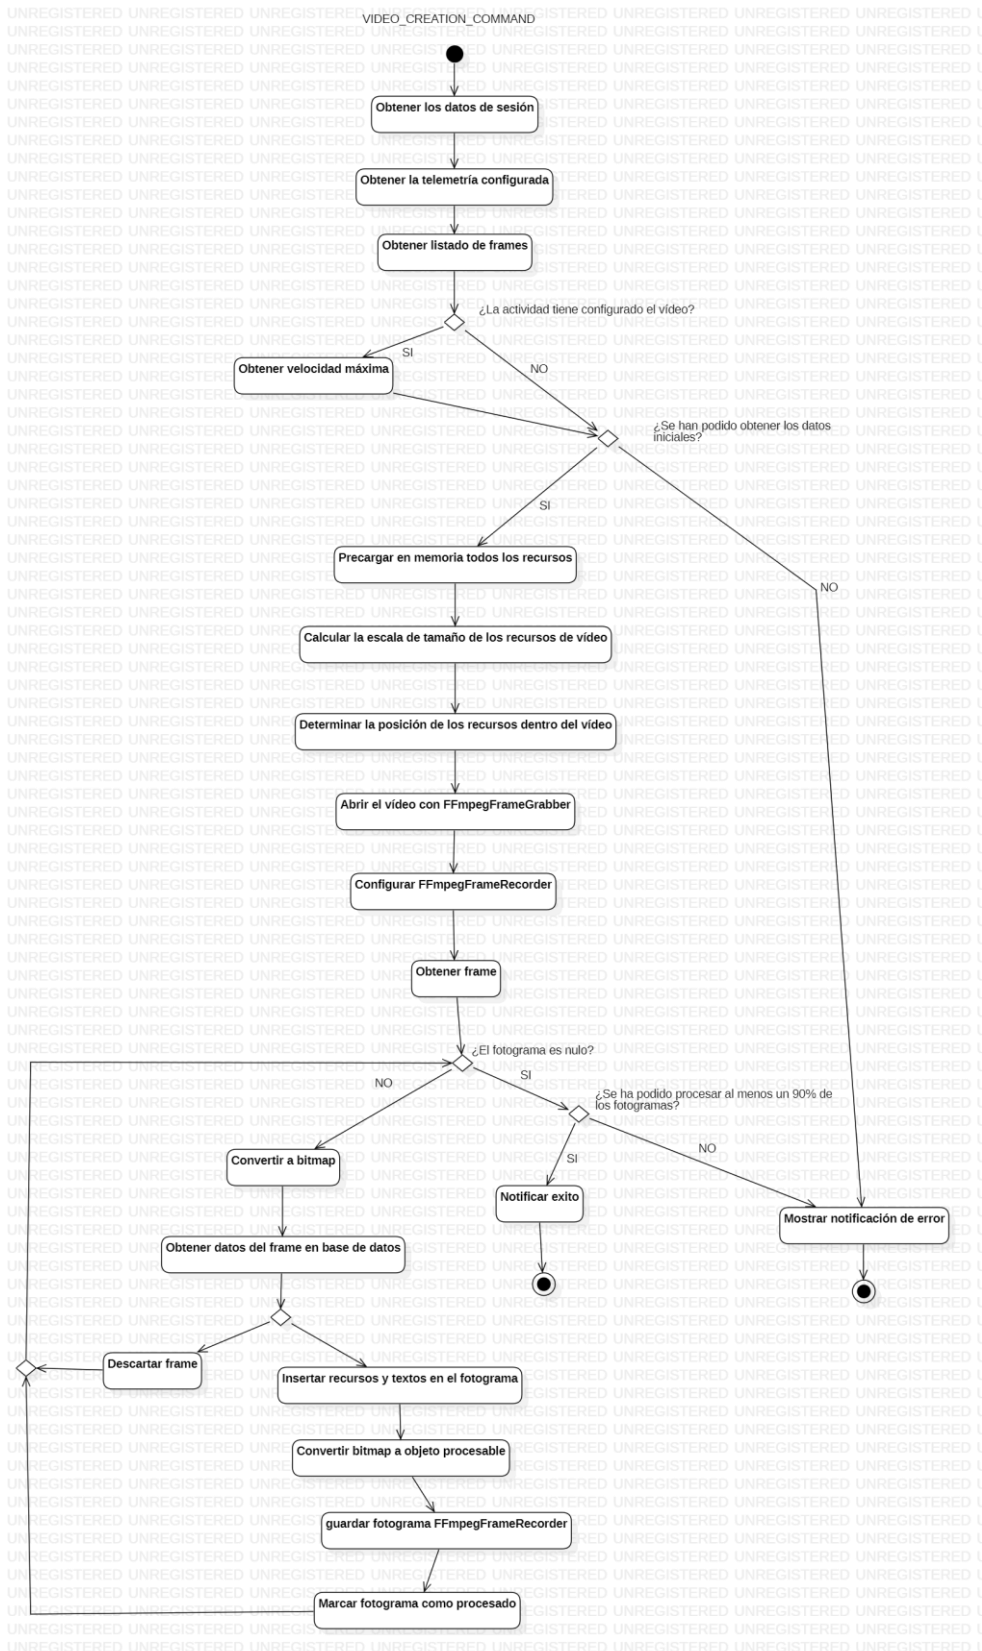 VIDEO_CREATION_COMMAND
Obtener los datos de sesión
Obtener la telemetría configurada
Obtener listado de frames
¿La actividad tiene configurado el vídeo?
SI
Obtener velocidad máxima
NO
¿Se han podido obtener los datos
iniciales?
SI
Precargar en memoria todos los recursos
NO
Calcular la escala de tamaño de los recursos de vídeo
Determinar la posición de los recursos dentro del vídeo
Abrir el vídeo con FFmpegFrameGrabber
Configurar FFmpegFrameRecorder
Obtener frame
¿El fotograma es nulo?
NO
SI
¿Se ha podido procesar al menos un 90% de
los fotogramas?
Convertir a bitmap
SI
NO
Notificar exito
Mostrar notificación de error
Obtener datos del frame en base de datos
Descartar frame
Insertar recursos y textos en el fotograma
Convertir bitmap a objeto procesable
guardar fotograma FFmpegFrameRecorder
Marcar fotograma como procesado
UNREGISTERED